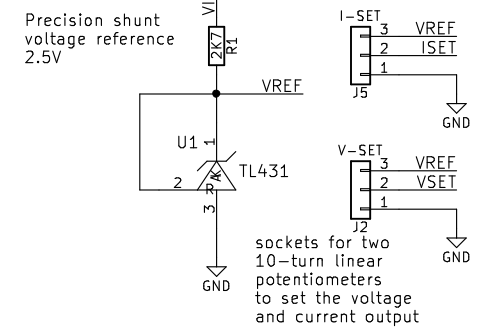 Precision shunt
voltage reference
2.5V
VI
2K7
R1
VREF
U1
1
TL431
2
R
A
K
3
GND
I-SET
3 VREF
2 ISET
1
J5
GND
V-SET
3 VREF
2 VSET
1
J2
GND
sockets for two
10-turn linear
potentiometers
to set the voltage
and current output